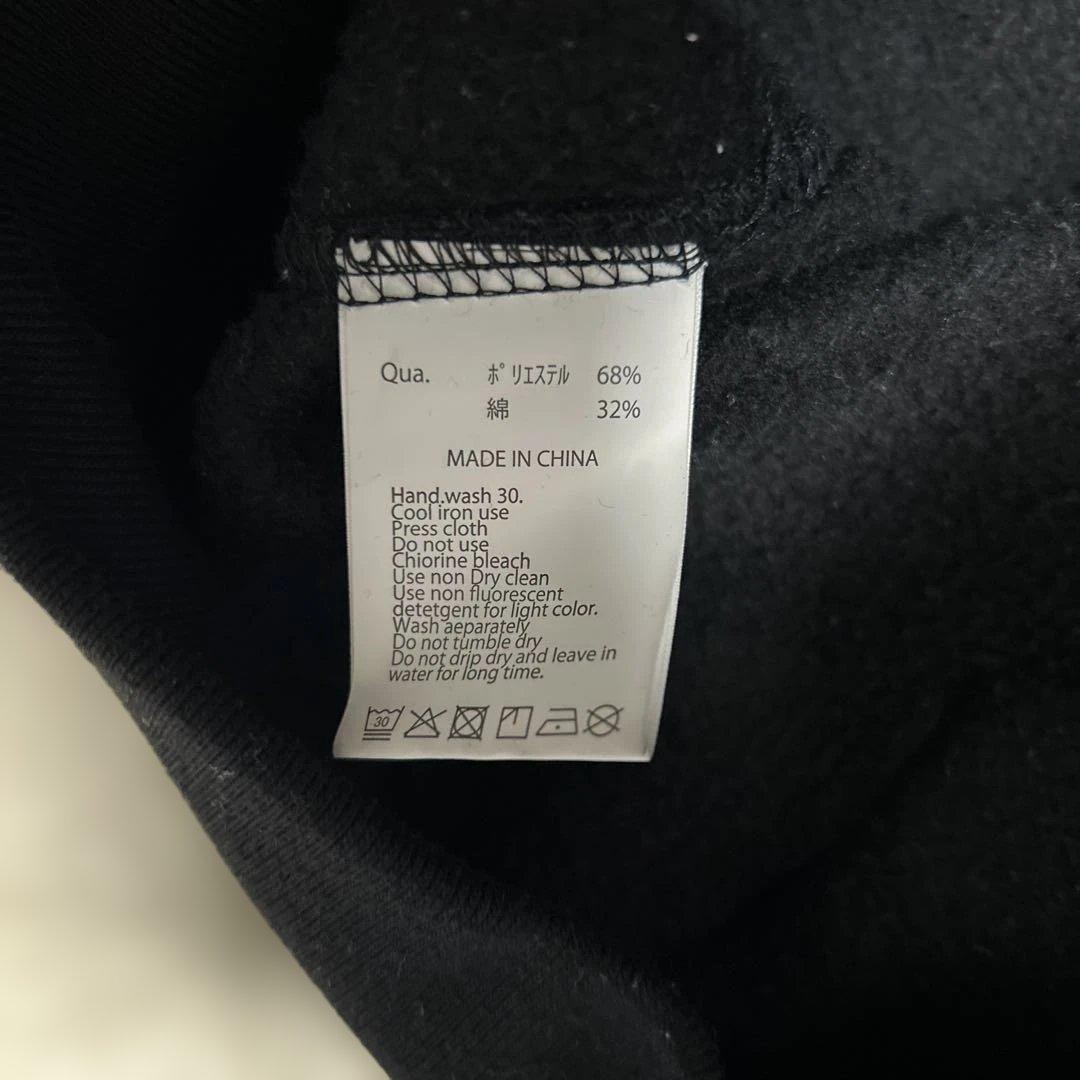 Qua. ポリエステル 68%
綿 32%
MADE IN CHINA
Hand.wash 30.
Cool iron use
Press cloth
Do not use
Chiorine bleach
Use non Dry clean
Use non fluorescent
detetgent for light color.
Wash aeparately
Do not tumble dry
Do not drip dry and leave in
water for long time.
30